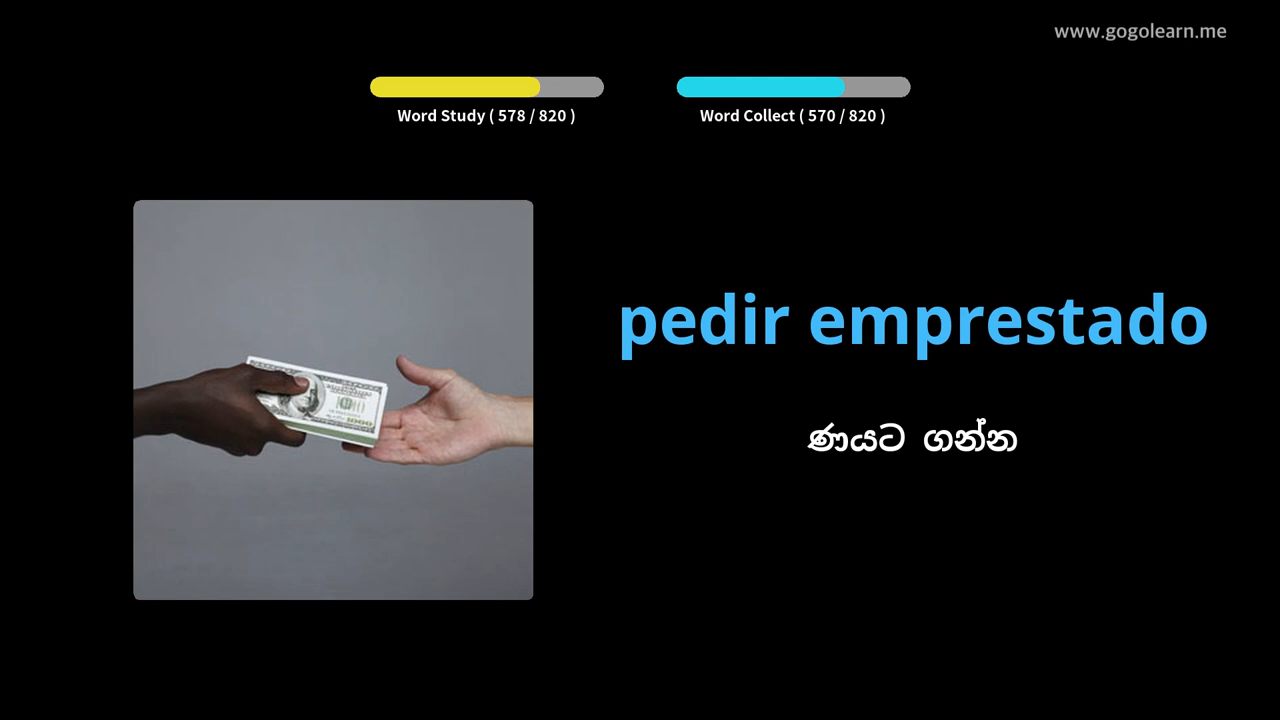 www.gogolearn.me
Word Study ( 578 / 820 )
Word Collect ( 570 / 820 )
pedir emprestado
ණයට ගන්න